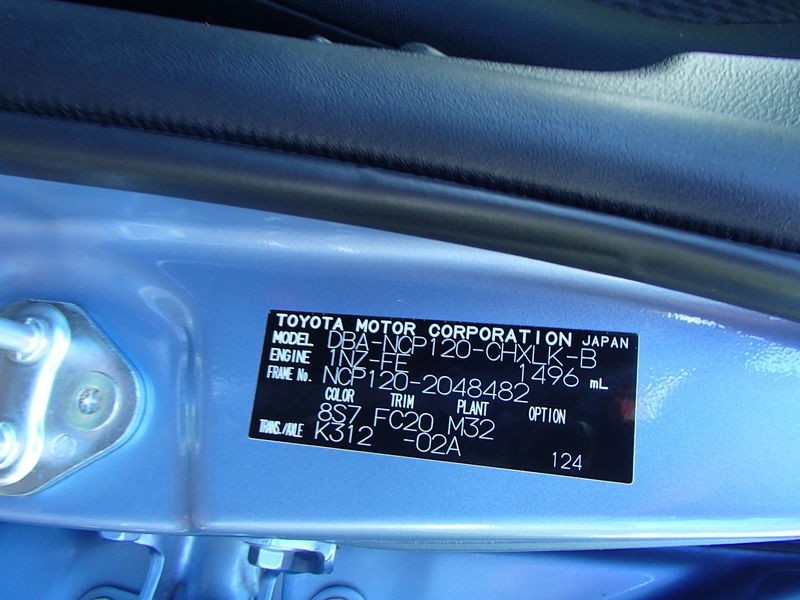 TOYOTA MOTOR CORPORATION JAPAN
MODEL DBA-NCP120-CHXLK-B
ENGINE 1NZ-FE 1496 mL
FRAME No. NCP120-2048482
COLOR TRIM PLANT OPTION
8S7 FC20 M32
TRANS./AXLE K312 -02A
124